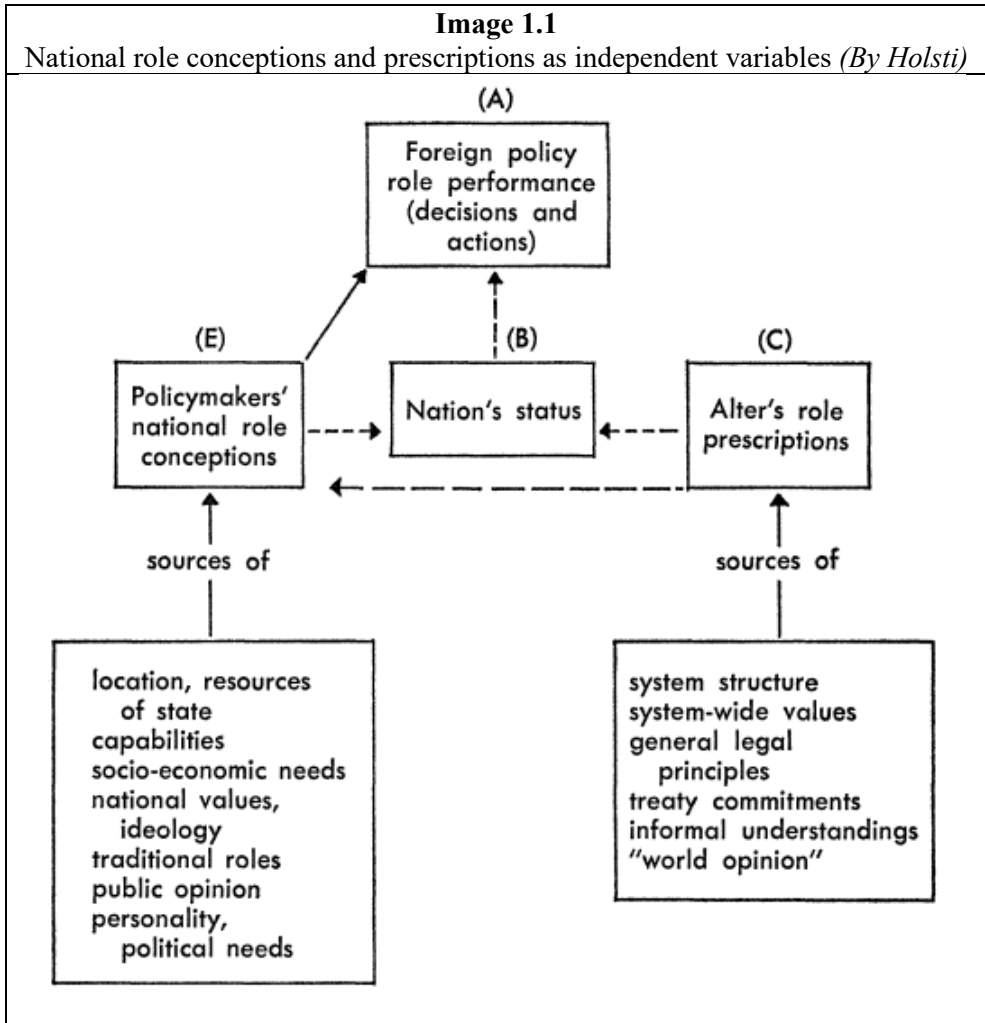 Image 1.1
National role conceptions and prescriptions as independent variables (By Holsti)
(A)
Foreign policy
role performance
(decisions and
actions)
(E)
Policymakers'
national role
conceptions
(B)
Nation's status
(C)
Alter's role
prescriptions
sources of
sources of
location, resources
of state
capabilities
socio-economic needs
national values,
ideology
traditional roles
public opinion
personality,
political needs
system structure
system-wide values
general legal
principles
treaty commitments
informal understandings
"world opinion"